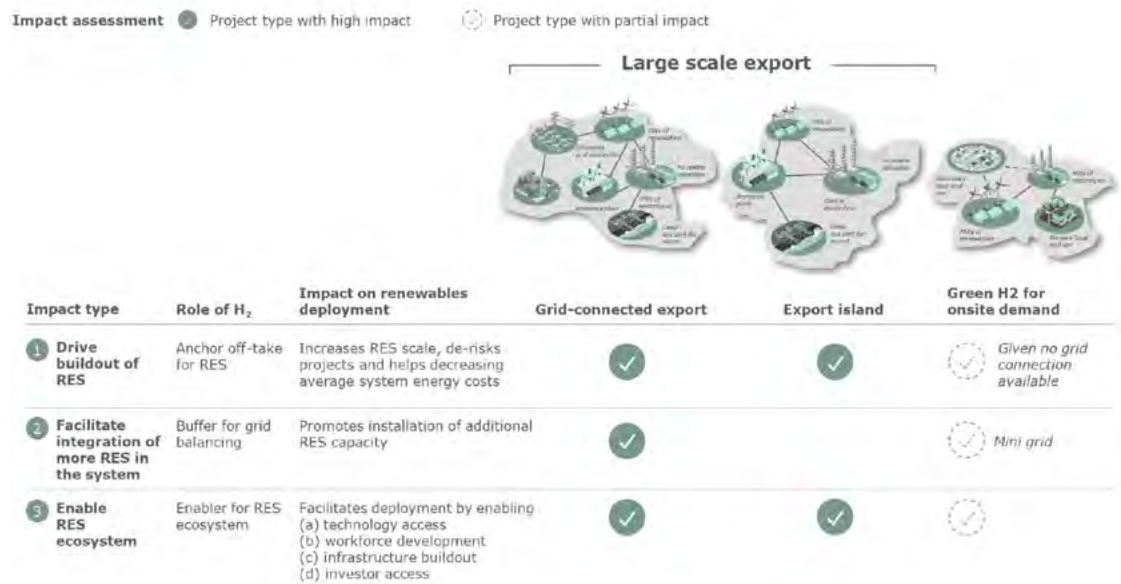 Impact assessment
Project type with high impact
Project type with partial impact
Large scale export
Impact type
Role of H₂
Impact on renewables
deployment
Grid-connected export
Export island
Green H2 for
onsite demand
1 Drive
buildout of
RES
Anchor off-take
for RES
Increases RES scale, de-risks
projects and helps decreasing
average system energy costs
Given no grid
connection
available
2 Facilitate
integration of
more RES in
the system
Buffer for grid
balancing
Promotes installation of additional
RES capacity
Mini grid
3 Enable
RES
ecosystem
Enabler for RES
ecosystem
Facilitates deployment by enabling
(a) technology access
(b) workforce development
(c) infrastructure buildout
(d) investor access